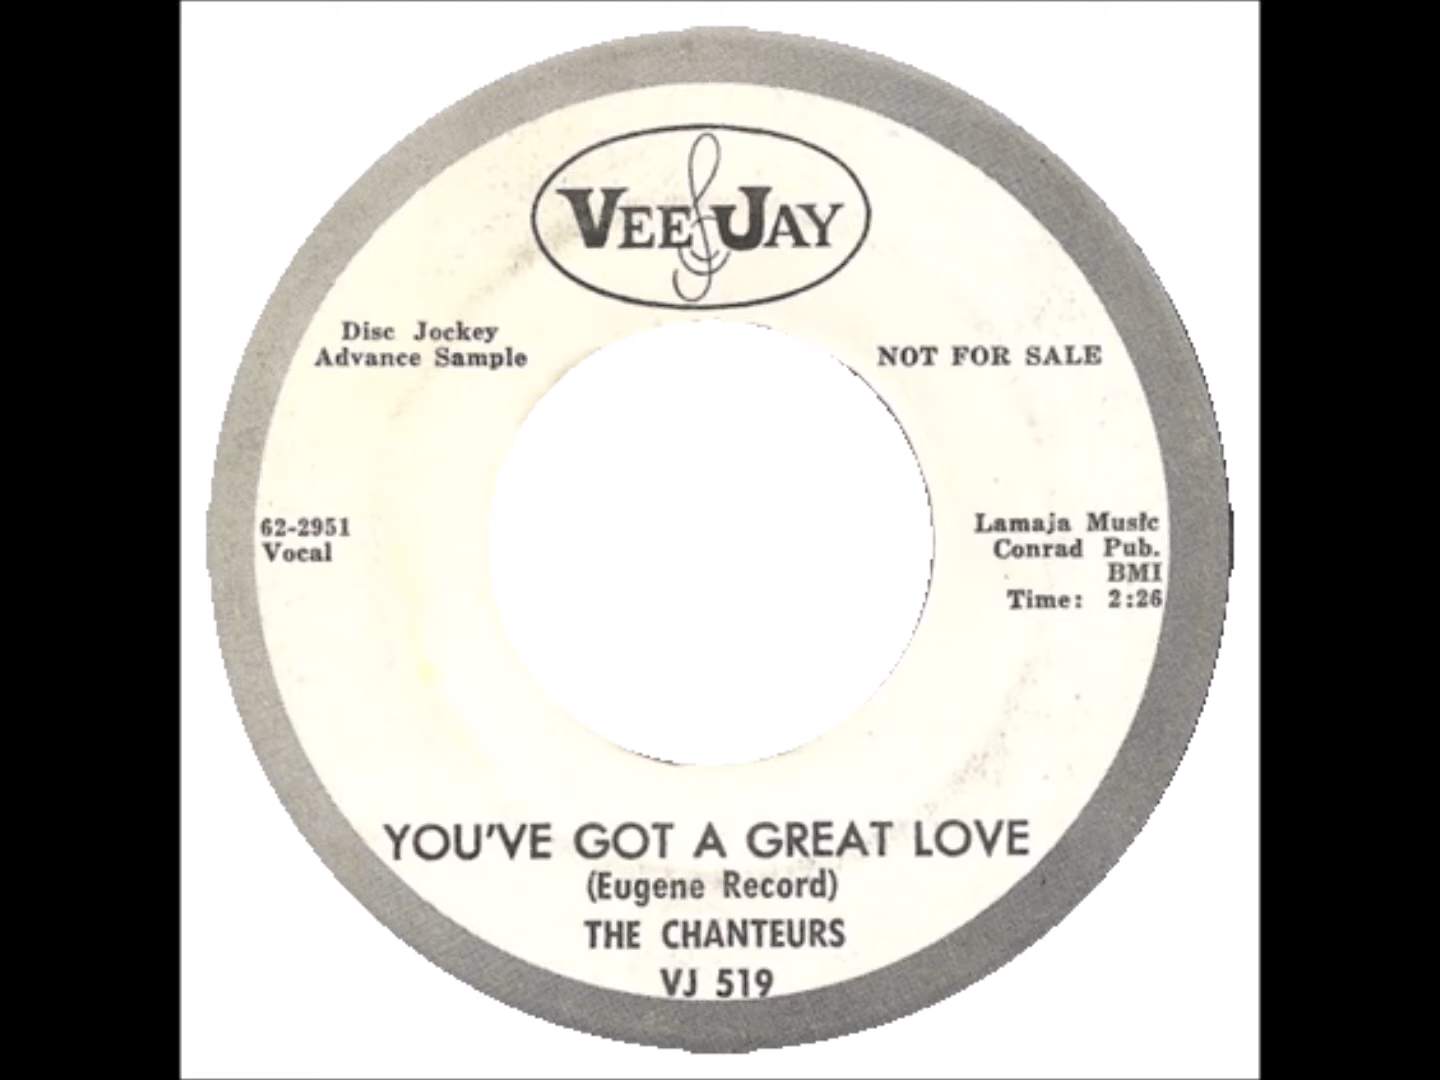 VEE JAY
Disc Jockey
Advance Sample
NOT FOR SALE
62-2951
Vocal
Lamaja Music
Conrad Pub.
BMI
Time: 2:26
YOU'VE GOT A GREAT LOVE
(Eugene Record)
THE CHANTEURS
VJ 519